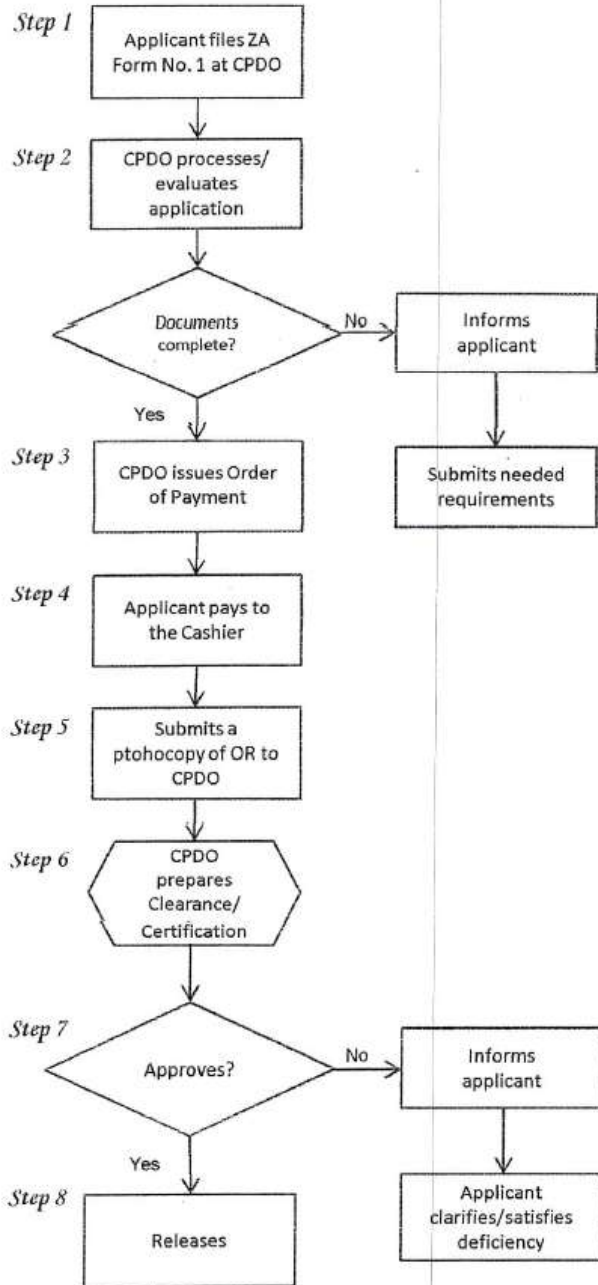 Step 1
Applicant files ZA
Form No. 1 at CPDO
Step 2
CPDO processes/
evaluates
application
Documents
complete?
No
Informs
applicant
Yes
Submits needed
requirements
Step 3
CPDO issues Order
of Payment
Step 4
Applicant pays to
the Cashier
Step 5
Submits a
ptohocopy of OR to
CPDO
Step 6
CPDO
prepares
Clearance/
Certification
Step 7
Approves?
No
Informs
applicant
Yes
Step 8
Releases
Applicant
clarifies/satisfies
deficiency